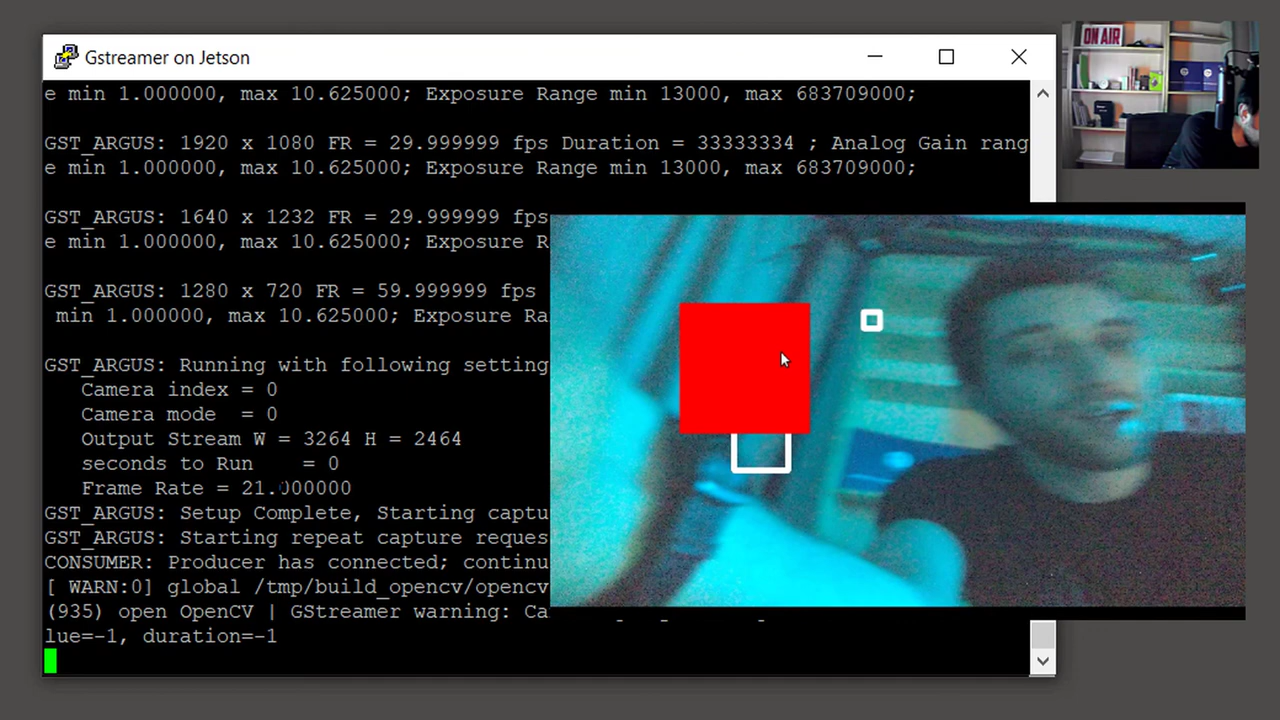 Gstreamer on Jetson
ON AIR
e min 1.000000, max 10.625000; Exposure Range min 13000, max 683709000;
GST_ARGUS: 1920 x 1080 FR = 29.999999 fps Duration = 33333334 ; Analog Gain rang
e min 1.000000, max 10.625000; Exposure Range min 13000, max 683709000;
GST_ARGUS: 1640 x 1232 FR = 29.999999 fps
e min 1.000000, max 10.625000; Exposure R
GST_ARGUS: 1280 x 720 FR = 59.999999 fps
min 1.000000, max 10.625000; Exposure Ra
GST_ARGUS: Running with following setting
Camera index = 0
Camera mode = 0
Output Stream W = 3264 H = 2464
seconds to Run = 0
Frame Rate = 21.000000
GST_ARGUS: Setup Complete, Starting captu
GST_ARGUS: Starting repeat capture reques
CONSUMER: Producer has connected; continu
[ WARN:0] global /tmp/build_opencv/opencv
(935) open OpenCV | GStreamer warning: Ca
lue=-1, duration=-1